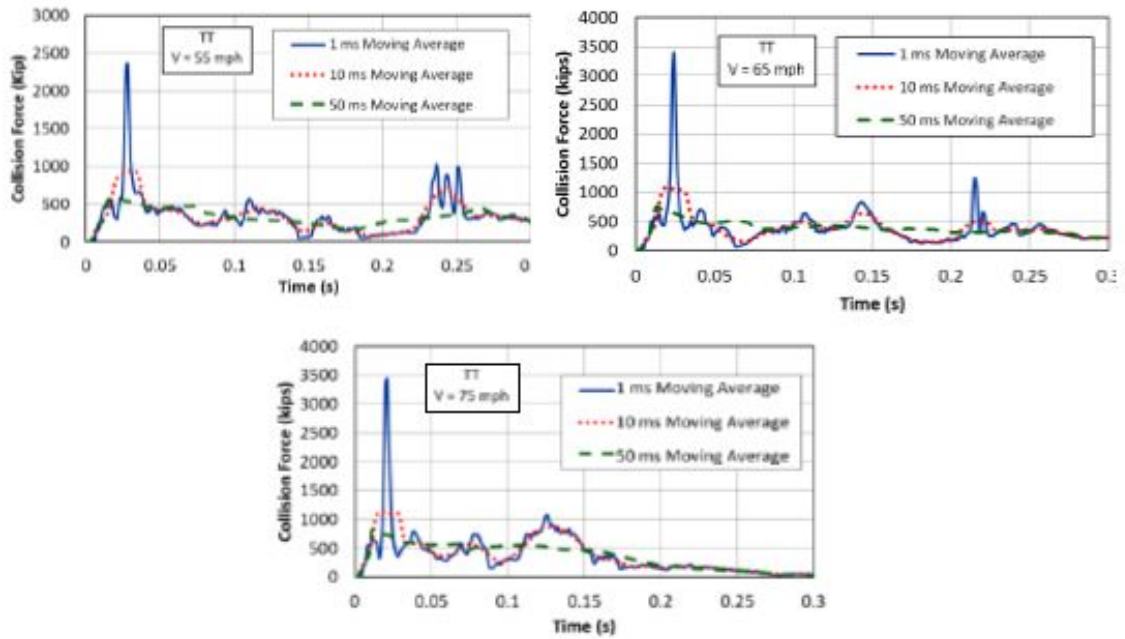 3000
2500
2000
1500
1000
500
0
Collision Force (Kip)
TT
V = 55 mph
1 ms Moving Average
10 ms Moving Average
50 ms Moving Average
0 0.05 0.1 0.15 0.2 0.25 0
Time (s)
4000
3500
3000
2500
2000
1500
1000
500
0
Collision Force (kips)
TT
V = 65 mph
1 ms Moving Average
10 ms Moving Average
50 ms Moving Average
0 0.05 0.1 0.15 0.2 0.25 0.3
Time (s)
4000
3500
3000
2500
2000
1500
1000
500
0
Collision Force (kips)
TT
V = 75 mph
1 ms Moving Average
10 ms Moving Average
50 ms Moving Average
0 0.05 0.1 0.15 0.2 0.25 0.3
Time (s)